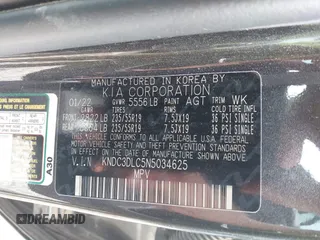 MANUFACTURED IN KOREA BY
KIA CORPORATION
01/22 GVWR 5556LB PAINT AGT TRIM WK
GAWR TIRES RIMS COLD TIRE
2822LB 235/55R19 7.5JX19 36 PSI SINGLE
235/55R19 7.5JX19 36 PSI SINGLE
THIS VEHICLE CONFORMS TO ALL APPLICABLE
U.S. FEDERAL MOTOR VEHICLE SAFETY AND
THEFT PREVENTION STANDARDS IN EFFECT ON THE
DATE OF MANUFACTURE SHOWN ABOVE.
V.I.N KNDC3DLC5N5034625
MPV
A30